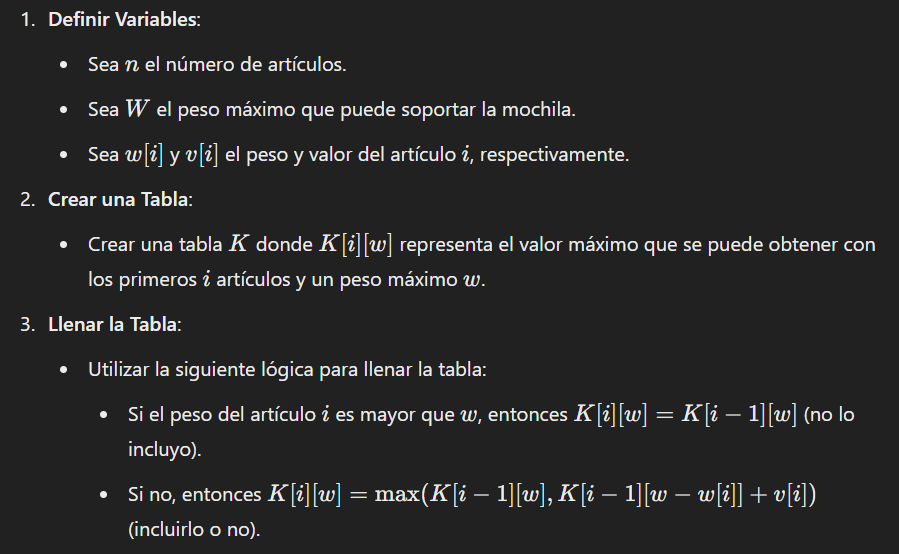 1. Definir Variables:
• Sea n el número de artículos.
• Sea W el peso máximo que puede soportar la mochila.
• Sea w[i] y v[i] el peso y valor del artículo i, respectivamente.
2. Crear una Tabla:
• Crear una tabla K donde K[i][w] representa el valor máximo que se puede obtener con
los primeros i artículos y un peso máximo w.
3. Llenar la Tabla:
• Utilizar la siguiente lógica para llenar la tabla:
• Si el peso del artículo i es mayor que w, entonces K[i][w] = K[i − 1][w] (no lo
incluyo).
• Si no, entonces K[i][w] = max(K[i − 1][w], K[i − 1][w − w[i]] + v[i])
(incluirlo o no).